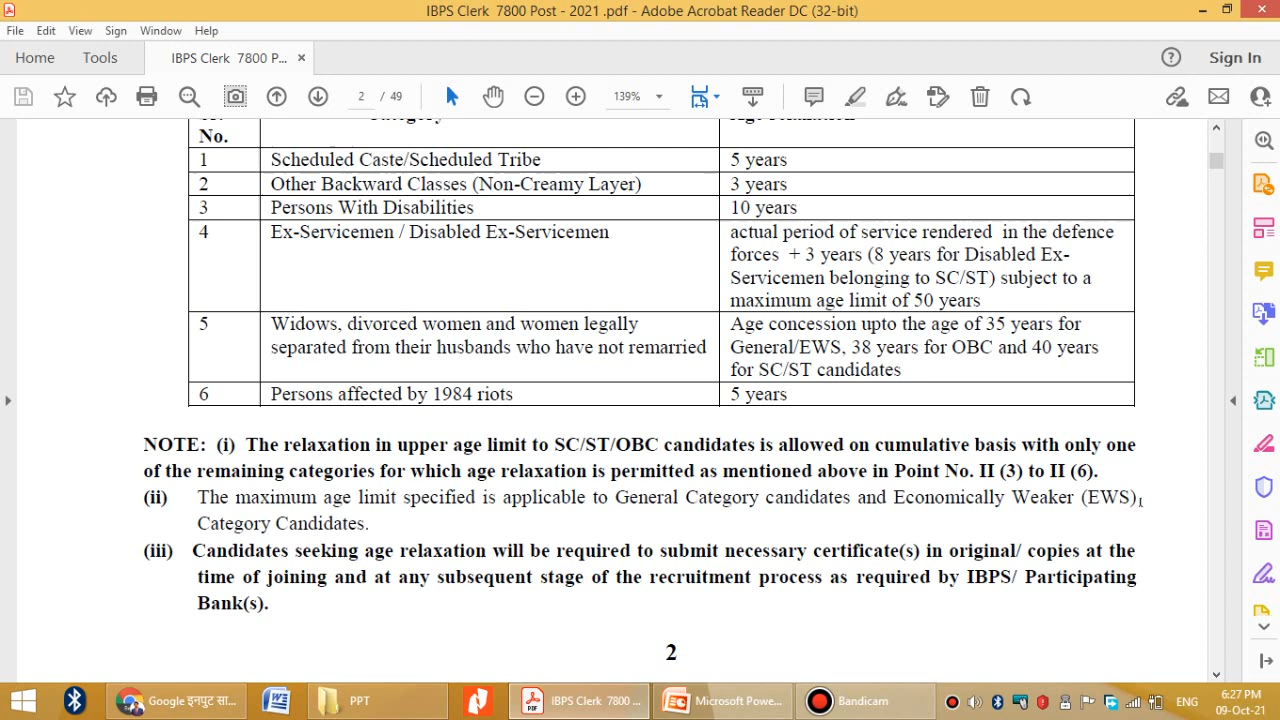 IBPS Clerk 7800 Post - 2021 .pdf - Adobe Acrobat Reader DC (32-bit)
File Edit View Sign Window Help
Home Tools IBPS Clerk 7800 P... × Sign In
2 / 49 139%
No. Category Age relaxation
1 Scheduled Caste/Scheduled Tribe 5 years
2 Other Backward Classes (Non-Creamy Layer) 3 years
3 Persons With Disabilities 10 years
4 Ex-Servicemen / Disabled Ex-Servicemen actual period of service rendered in the defence
forces + 3 years (8 years for Disabled Ex-
Servicemen belonging to SC/ST) subject to a
maximum age limit of 50 years
5 Widows, divorced women and women legally Age concession upto the age of 35 years for
separated from their husbands who have not remarried General/EWS, 38 years for OBC and 40 years
for SC/ST candidates
6 Persons affected by 1984 riots 5 years
NOTE: (i) The relaxation in upper age limit to SC/ST/OBC candidates is allowed on cumulative basis with only one
of the remaining categories for which age relaxation is permitted as mentioned above in Point No. II (3) to II (6).
(ii) The maximum age limit specified is applicable to General Category candidates and Economically Weaker (EWS)
Category Candidates.
(iii) Candidates seeking age relaxation will be required to submit necessary certificate(s) in original/ copies at the
time of joining and at any subsequent stage of the recruitment process as required by IBPS/ Participating
Bank(s).
2
Google इनपुट सा... PPT IBPS Clerk 7800 ... Microsoft Powe... Bandicam ENG 6:27 PM
09-Oct-21